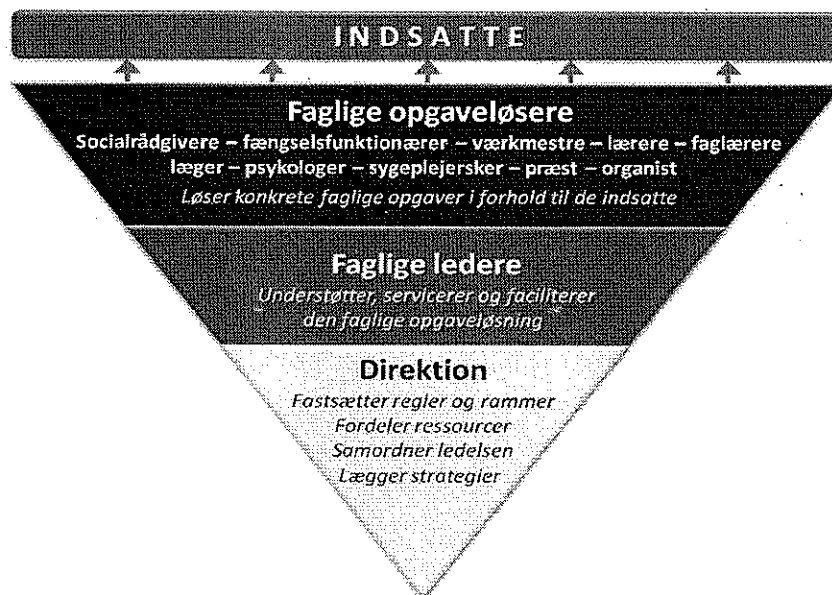 INDSATTE
Faglige opgaveløsere
Socialrådgivere – fængselsfunktionærer – værkmestre – lærere – faglærere
læger – psykologer – sygeplejersker – præst – organist
Løser konkrete faglige opgaver i forhold til de indsatte
Faglige ledere
Understøtter, servicerer og faciliterer
den faglige opgaveløsning
Direktion
Fastsætter regler og rammer
Fordeler ressourcer
Samordner ledelsen
Lægger strategier